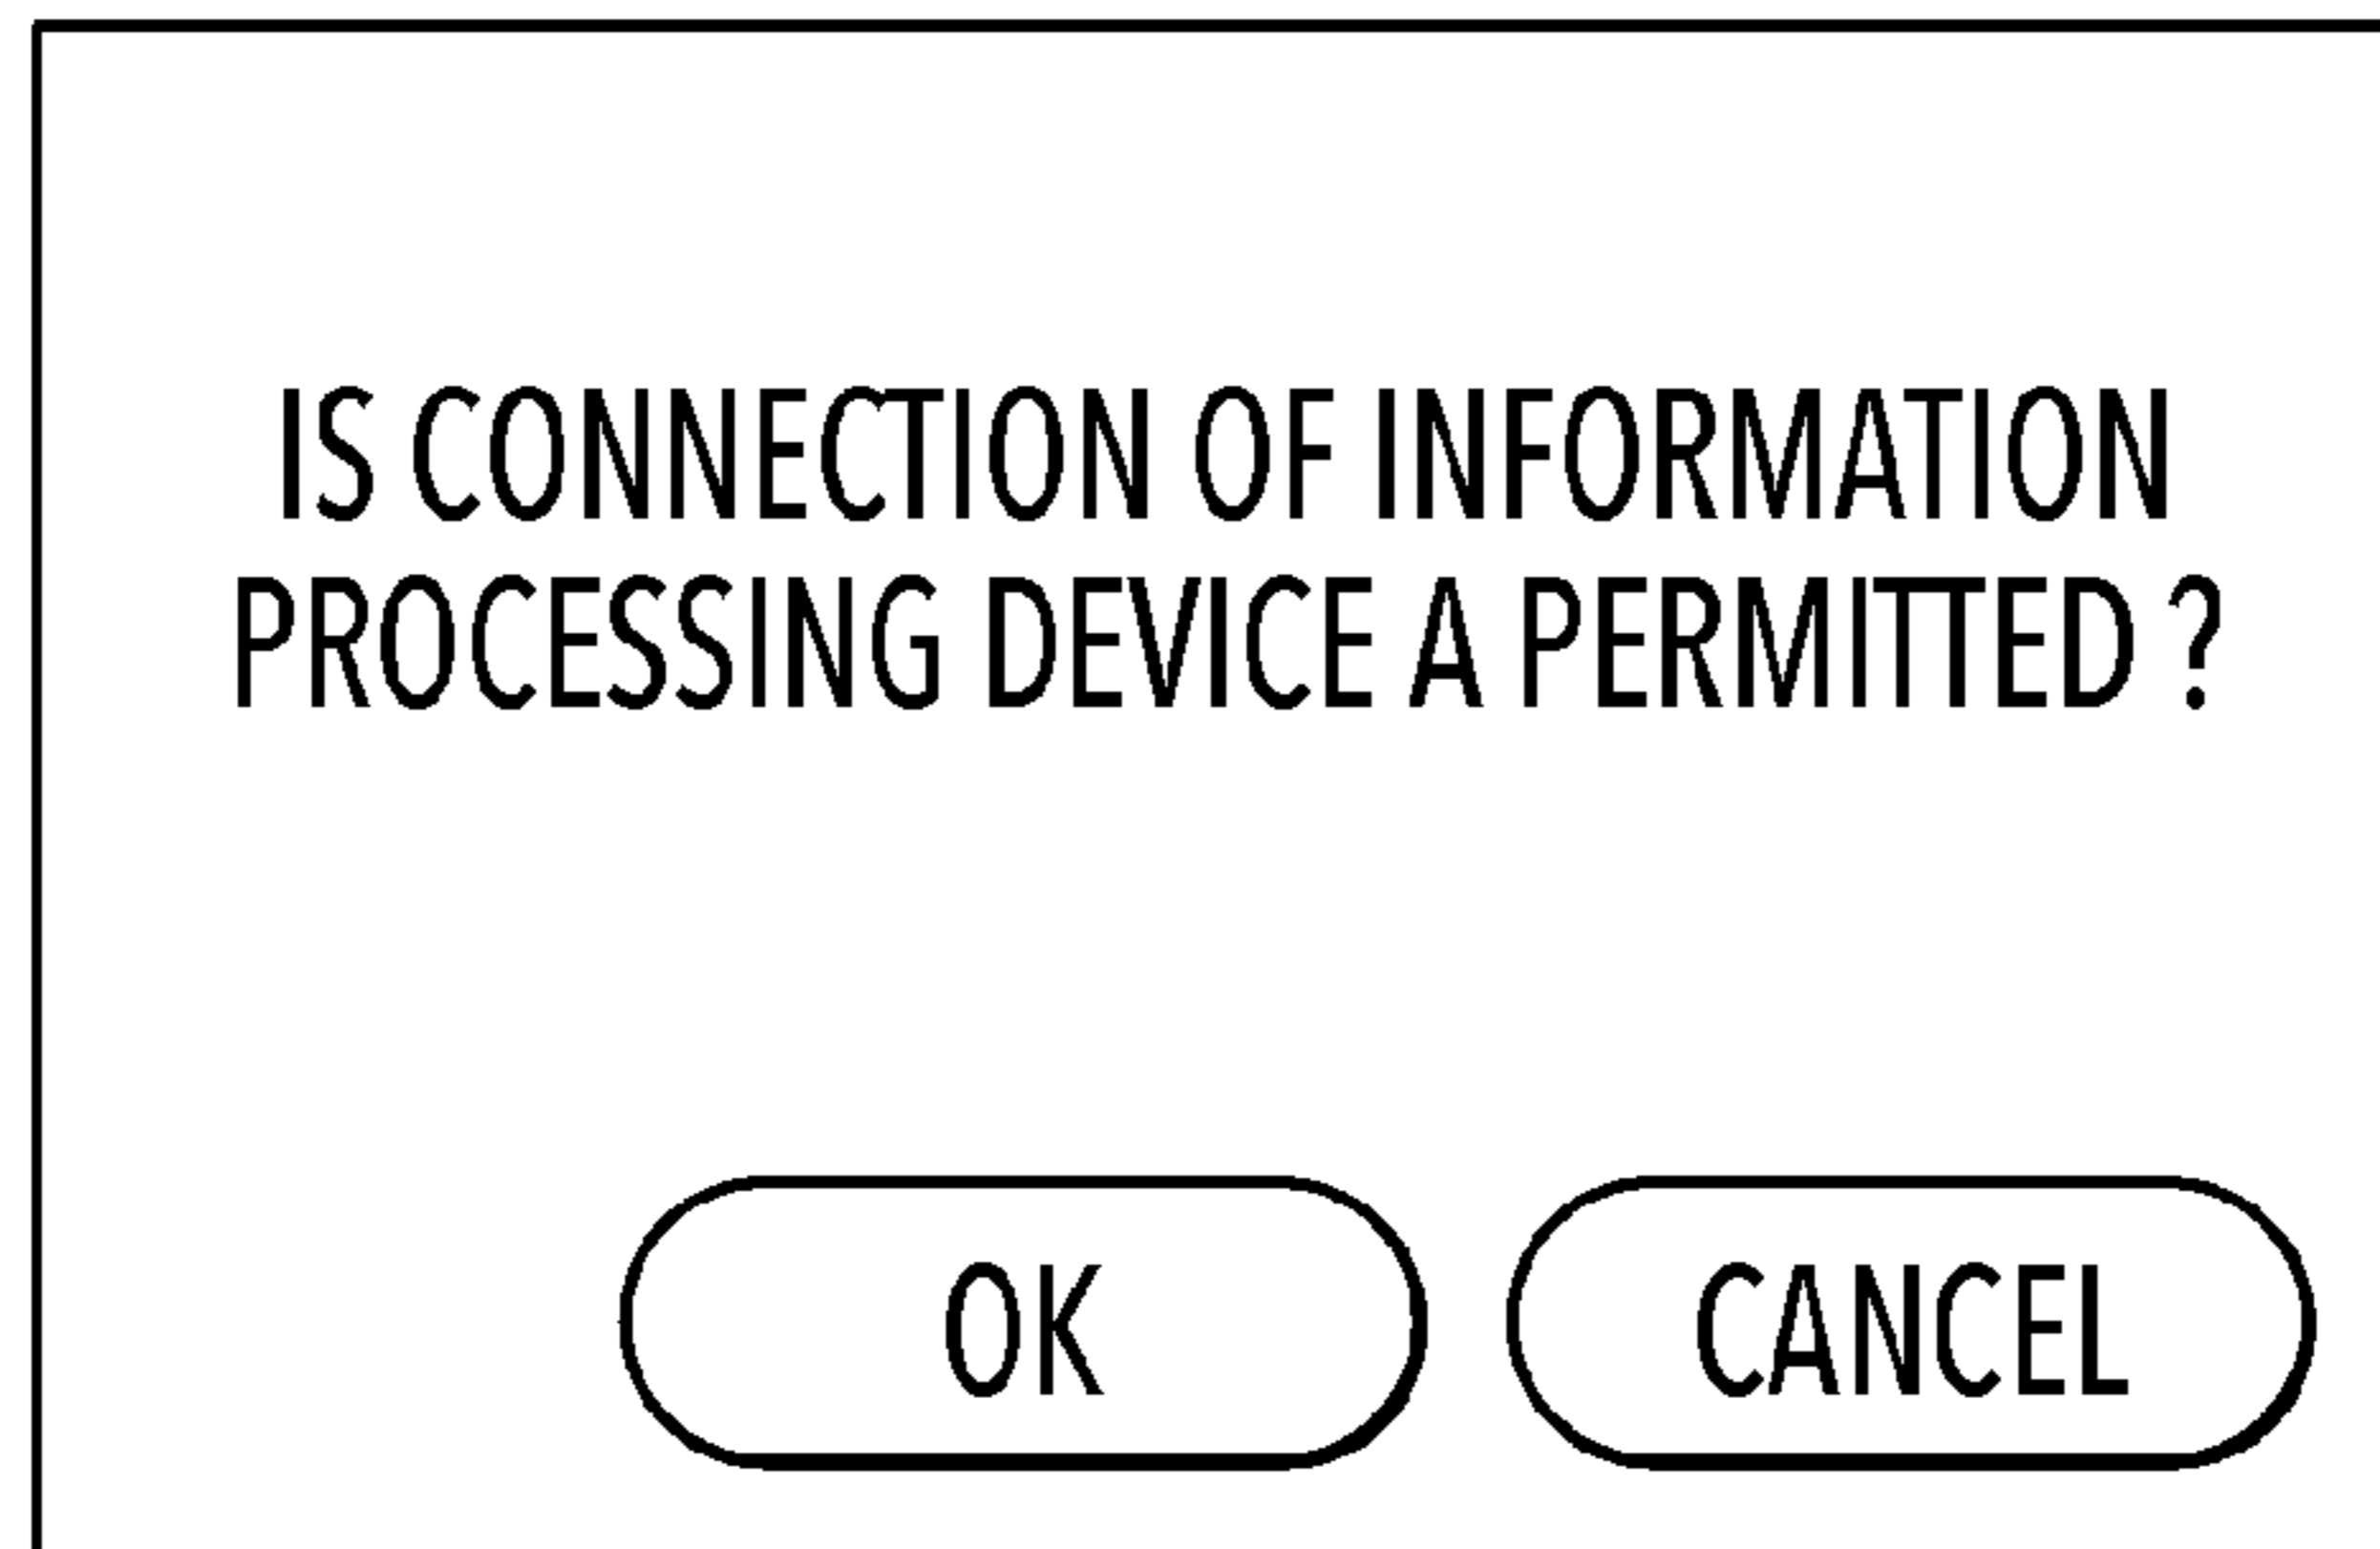 IS CONNECTION OF INFORMATION
PROCESSING DEVICE A PERMITTED ?
OK CANCEL